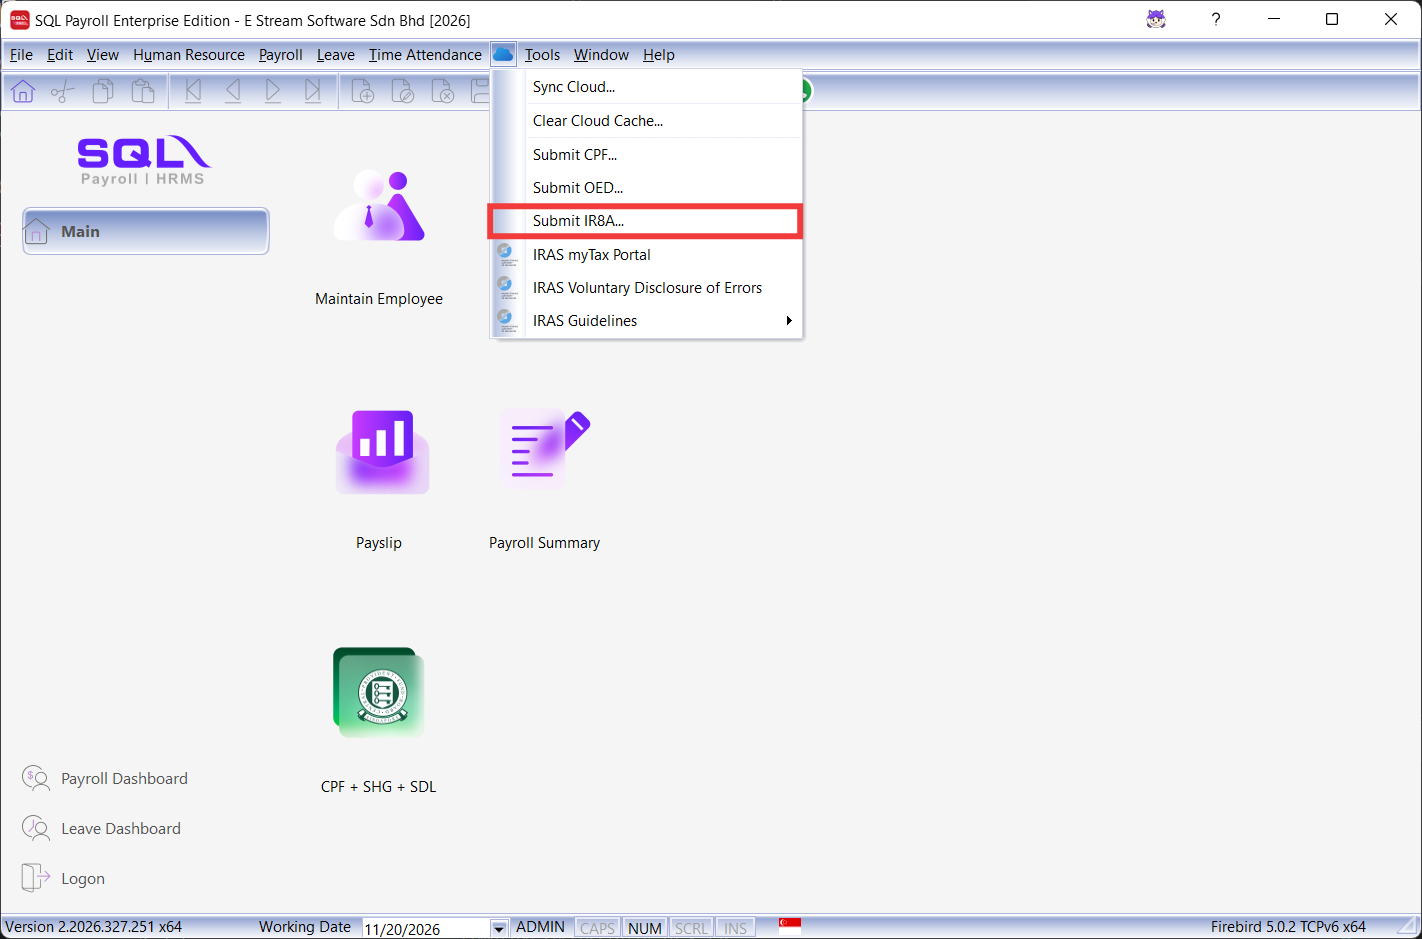 SQL Payroll Enterprise Edition - E Stream Software Sdn Bhd [2026]
File Edit View Human Resource Payroll Leave Time Attendance Tools Window Help
Sync Cloud...
Clear Cloud Cache...
Submit CPF...
Submit OED...
Submit IR8A...
IRAS myTax Portal
IRAS Voluntary Disclosure of Errors
IRAS Guidelines
SQL
Payroll | HRMS
Main
Maintain Employee
Payslip
Payroll Summary
CPF + SHG + SDL
Payroll Dashboard
Leave Dashboard
Logon
Version 2.2026.327.251 x64 Working Date 11/20/2026 ADMIN CAPS NUM SCRL INS Firebird 5.0.2 TCPv6 x64